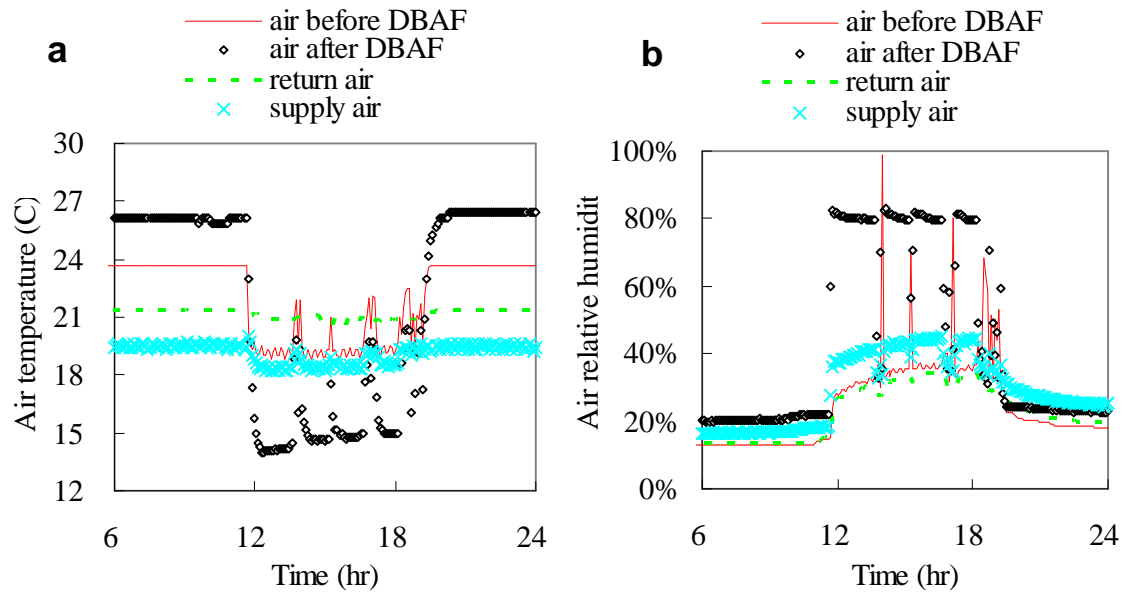 a
air before DBAF
air after DBAF
return air
supply air
Air temperature (C)
30
27
24
21
18
15
12
6
12
18
24
Time (hr)
b
air before DBAF
air after DBAF
return air
supply air
Air relative humidit
100%
80%
60%
40%
20%
0%
6
12
18
24
Time (hr)